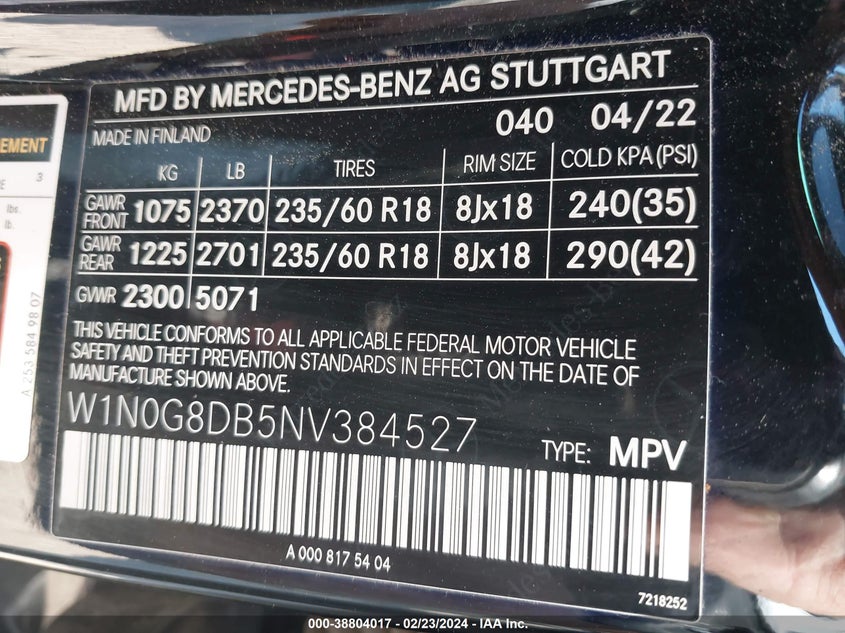 MFD BY MERCEDES-BENZ AG STUTTGART
MADE IN FINLAND 040 04/22
KG LB TIRES RIM SIZE COLD KPA(PSI)
GAWR FRONT 1075 2370 235/60 R18 8Jx18 240(35)
GAWR REAR 1225 2701 235/60 R18 8Jx18 290(42)
GVWR 2300 5071
THIS VEHICLE CONFORMS TO ALL APPLICABLE FEDERAL MOTOR VEHICLE
SAFETY AND THEFT PREVENTION STANDARDS IN EFFECT ON THE DATE OF
MANUFACTURE SHOWN ABOVE.
W1N0G8DB5NV384527
TYPE: MPV
A 000 817 54 04
7218252
EMENT
3
lbs.
lb.
A 253 584 98 07
000-38804017 - 02/23/2024 - IAA Inc.